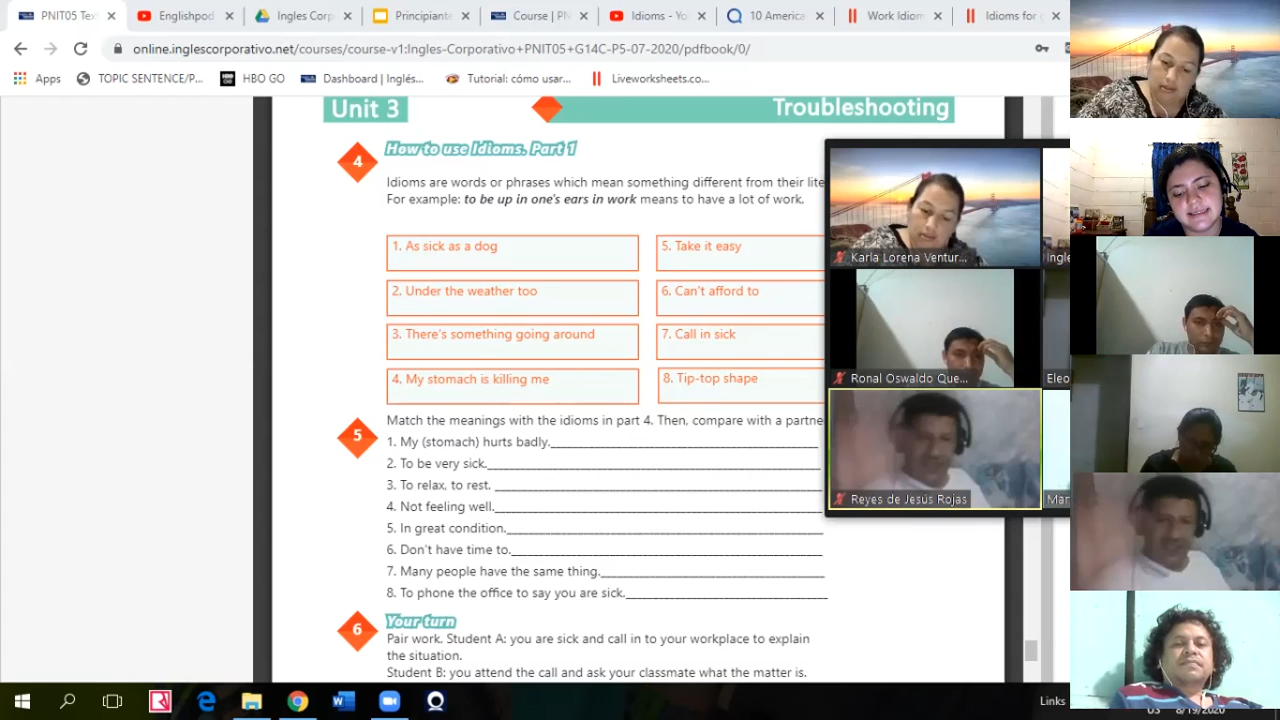 PNIT05 Tex
Englishpod
Ingles Corp
Principiante
Course | PN
Idioms - Yo
10 America
Work Idiom
Idioms for g
online.inglescorporativo.net/courses/course-v1:Ingles-Corporativo+PNIT05+G14C-P5-07-2020/pdfbook/0/
Apps
TOPIC SENTENCE/P...
HBO GO
Dashboard | Inglés...
Tutorial: cómo usar...
Liveworksheets.co...
Unit 3
Troubleshooting
4
How to use Idioms. Part 1
Idioms are words or phrases which mean something different from their lite
For example: to be up in one's ears in work means to have a lot of work.
1. As sick as a dog
5. Take it easy
2. Under the weather too
6. Can't afford to
3. There's something going around
7. Call in sick
4. My stomach is killing me
8. Tip-top shape
5
Match the meanings with the idioms in part 4. Then, compare with a partne
1. My (stomach) hurts badly.
2. To be very sick.
3. To relax, to rest.
4. Not feeling well.
5. In great condition.
6. Don't have time to.
7. Many people have the same thing.
8. To phone the office to say you are sick.
6
Your turn
Pair work. Student A: you are sick and call in to your workplace to explain
the situation.
Student B: you attend the call and ask your classmate what the matter is.
Karla Lorena Ventur...
Ingle
Ronal Oswaldo Que...
Eleo
Reyes de Jesús Rojas
Mar
Links
03 8/19/2020